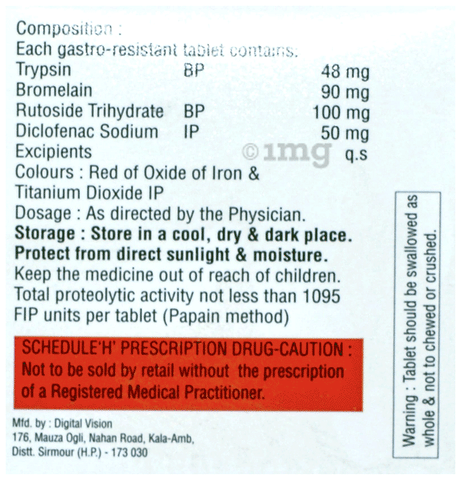 Composition :
Each gastro-resistant tablet contains:
Trypsin BP 48 mg
Bromelain 90 mg
Rutoside Trihydrate BP 100 mg
Diclofenac Sodium IP 50 mg
Excipients q.s
©1mg
Colours : Red of Oxide of Iron &
Titanium Dioxide IP
Dosage : As directed by the Physician.
Storage : Store in a cool, dry & dark place.
Protect from direct sunlight & moisture.
Keep the medicine out of reach of children.
Total proteolytic activity not less than 1095
FIP units per tablet (Papain method)
SCHEDULE'H' PRESCRIPTION DRUG-CAUTION :
Not to be sold by retail without the prescription
of a Registered Medical Practitioner.
Mfd. by : Digital Vision
176, Mauza Ogli, Nahan Road, Kala-Amb,
Distt. Sirmour (H.P.) - 173 030
Warning : Tablet should be swallowed as
whole & not to chewed or crushed.